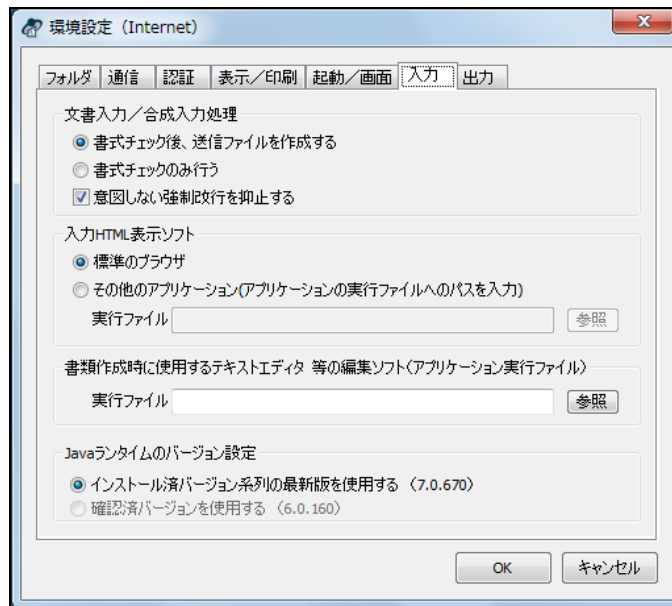 環境設定（Internet）
フォルダ 通信 認証 表示／印刷 起動／画面 入力 出力
文書入力／合成入力処理
書式チェック後、送信ファイルを作成する
書式チェックのみ行う
意図しない強制改行を抑止する
入力HTML表示ソフト
標準のブラウザ
その他のアプリケーション(アプリケーションの実行ファイルへのパスを入力)
実行ファイル 参照
書類作成時に使用するテキストエディタ 等の編集ソフト(アプリケーション実行ファイル)
実行ファイル 参照
Javaランタイムのバージョン設定
インストール済バージョン系列の最新版を使用する （7.0.670）
確認済バージョンを使用する （6.0.160）
OK キャンセル